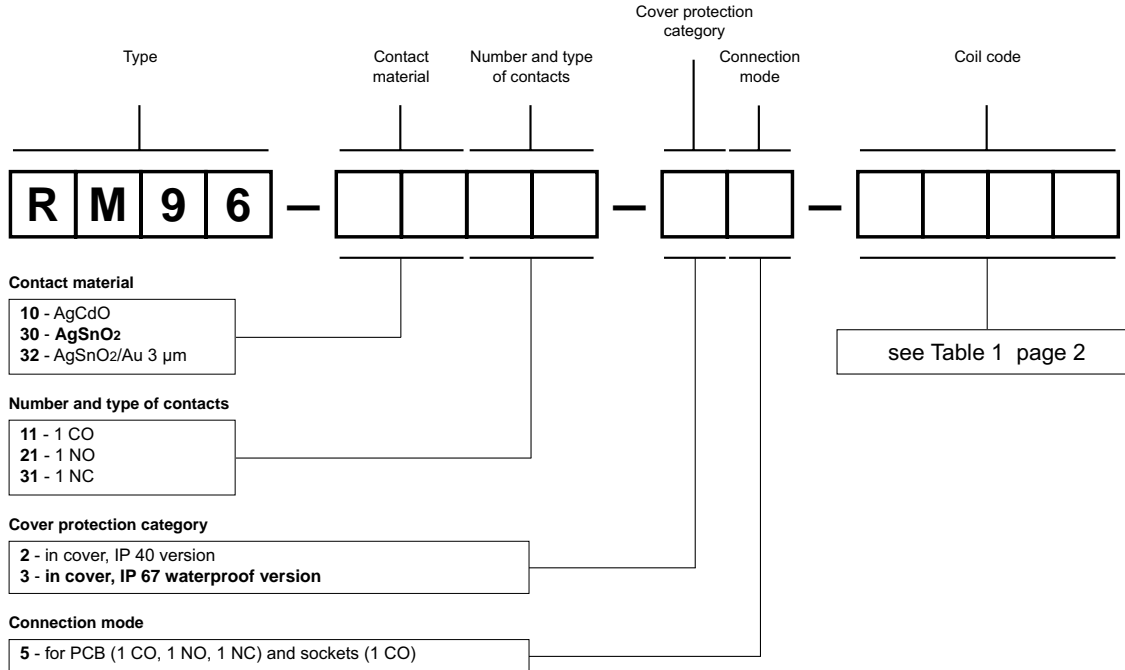 Cover protection
category
Type
Contact
material
Number and type
of contacts
Connection
mode
Coil code
R M 9 6 – – –
Contact material
10 - AgCdO
30 - AgSnO2
32 - AgSnO2/Au 3 µm
see Table 1 page 2
Number and type of contacts
11 - 1 CO
21 - 1 NO
31 - 1 NC
Cover protection category
2 - in cover, IP 40 version
3 - in cover, IP 67 waterproof version
Connection mode
5 - for PCB (1 CO, 1 NO, 1 NC) and sockets (1 CO)